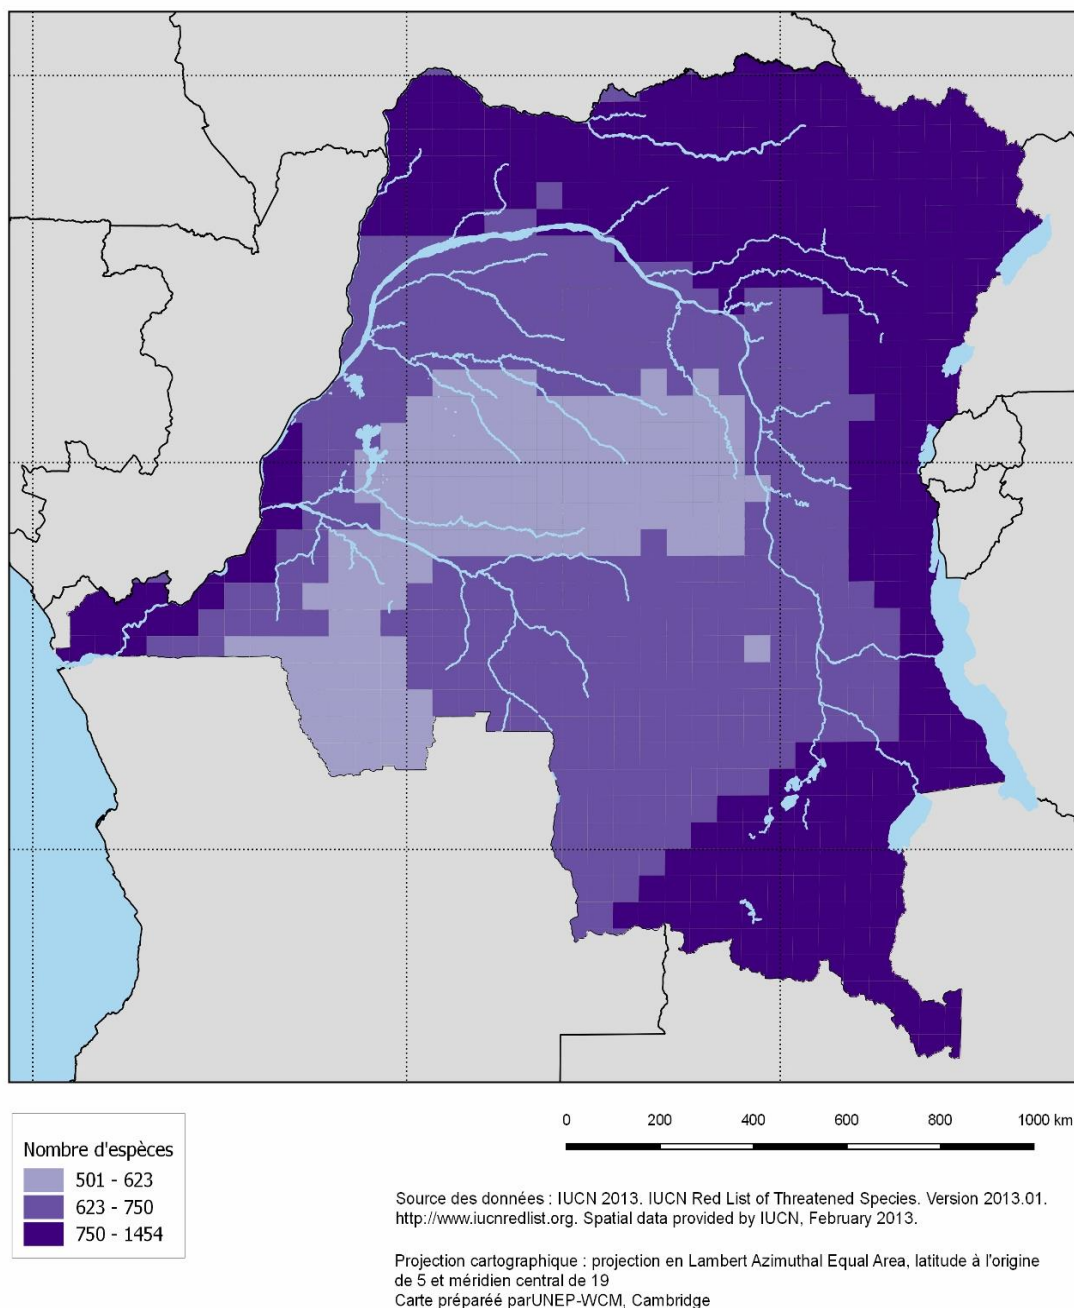 Nombre d'espèces
501 - 623
623 - 750
750 - 1454
0 200 400 600 800 1000 km
Source des données : IUCN 2013. IUCN Red List of Threatened Species. Version 2013.01.
http://www.iucnredlist.org. Spatial data provided by IUCN, February 2013.
Projection cartographique : projection en Lambert Azimuthal Equal Area, latitude à l'origine
de 5 et méridien central de 19
Carte préparéé parUNEP-WCM, Cambridge